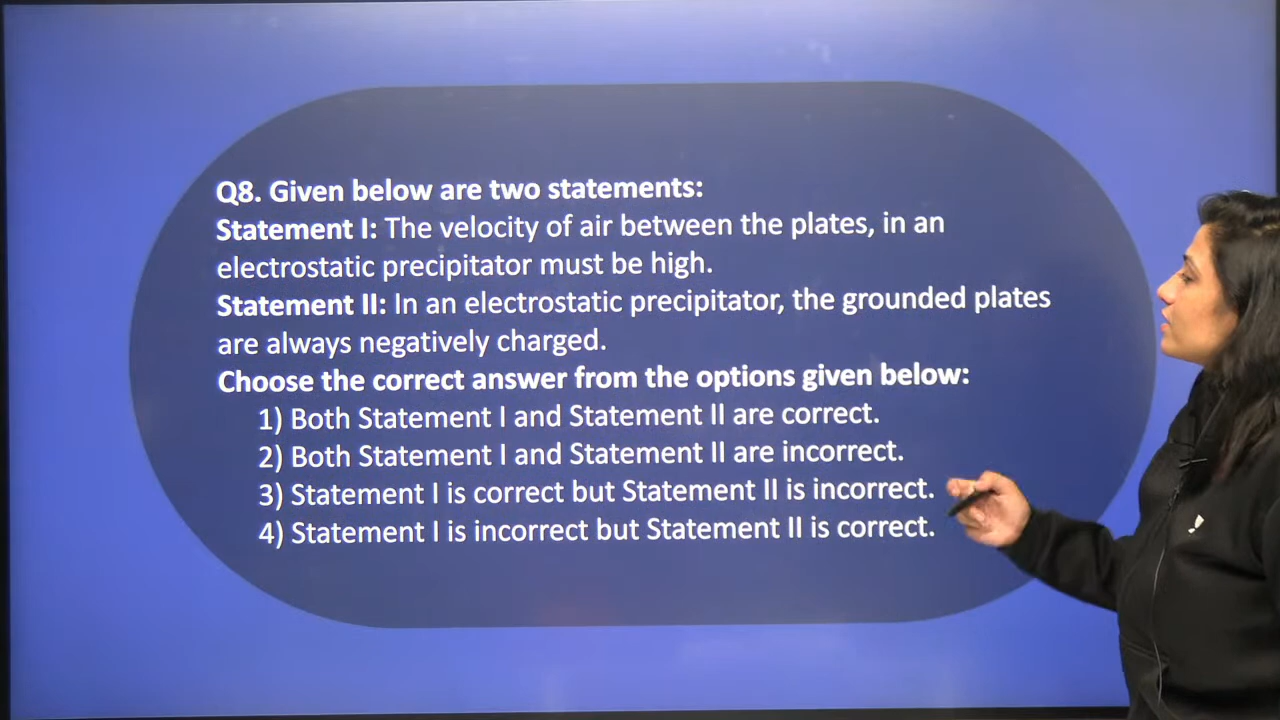 Q8. Given below are two statements:
Statement I: The velocity of air between the plates, in an
electrostatic precipitator must be high.
Statement II: In an electrostatic precipitator, the grounded plates
are always negatively charged.
Choose the correct answer from the options given below:
1) Both Statement I and Statement II are correct.
2) Both Statement I and Statement II are incorrect.
3) Statement I is correct but Statement II is incorrect.
4) Statement I is incorrect but Statement II is correct.